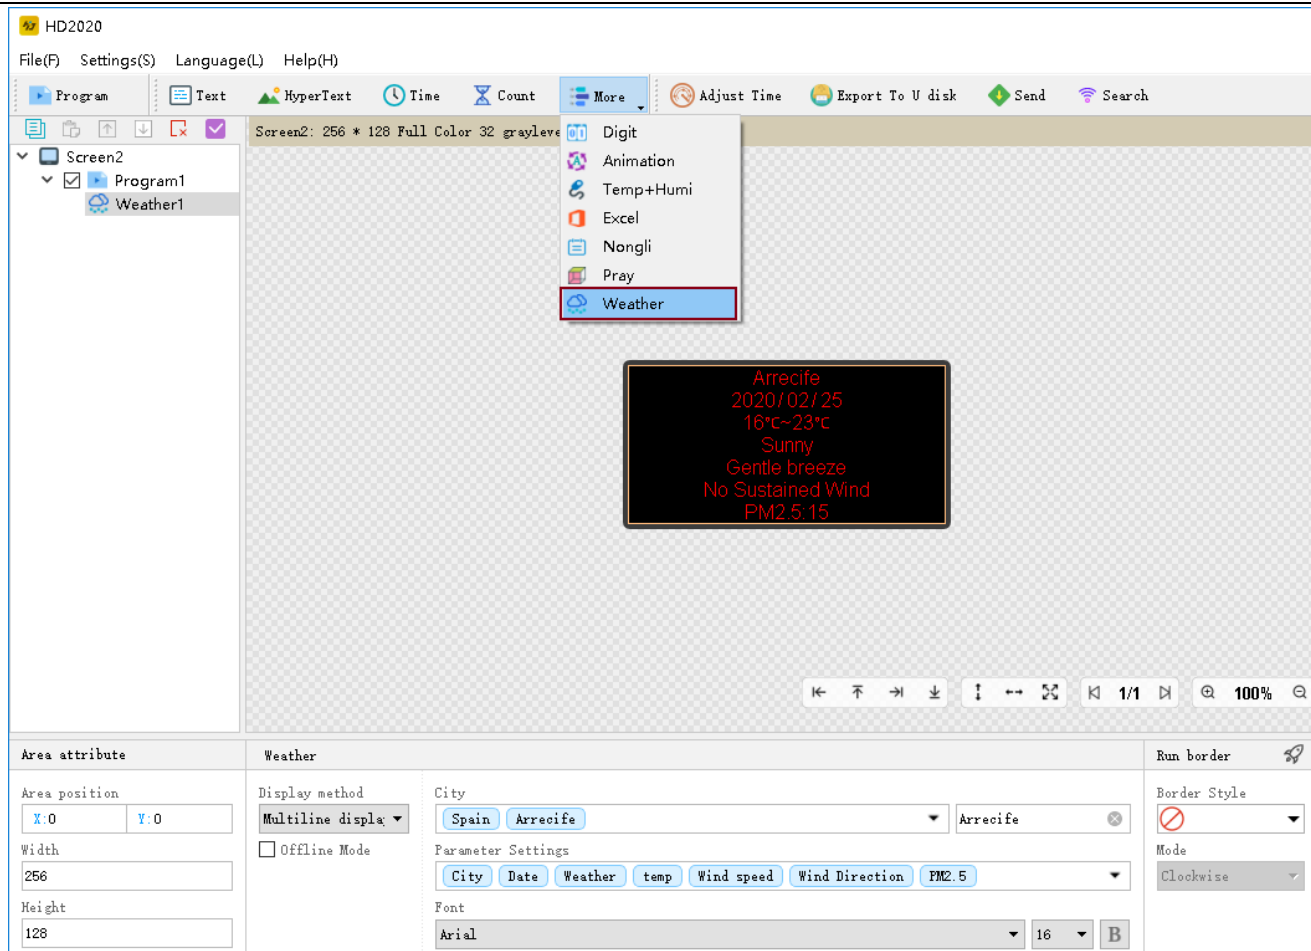 HD2020
File(F) Settings(S) Language(L) Help(H)
Program Text HyperText Time Count More Adjust Time Export To U disk Send Search
Screen2: 256 * 128 Full Color 32 grayleve
Digit
Animation
Temp+Humi
Excel
Nongli
Pray
Weather
Screen2
Program1
Weather1
Arrecife
2020/02/25
16℃~23℃
Sunny
Gentle breeze
No Sustained Wind
PM2.5:15
1/1 100%
Area attribute
Area position
X:0 Y:0
Width
256
Height
128
Weather
Display method
Multiline displa
Offline Mode
City
Spain Arrecife Arrecife
Parameter Settings
City Date Weather temp Wind speed Wind Direction PM2.5
Font
Arial 16 B
Run border
Border Style
Mode
Clockwise